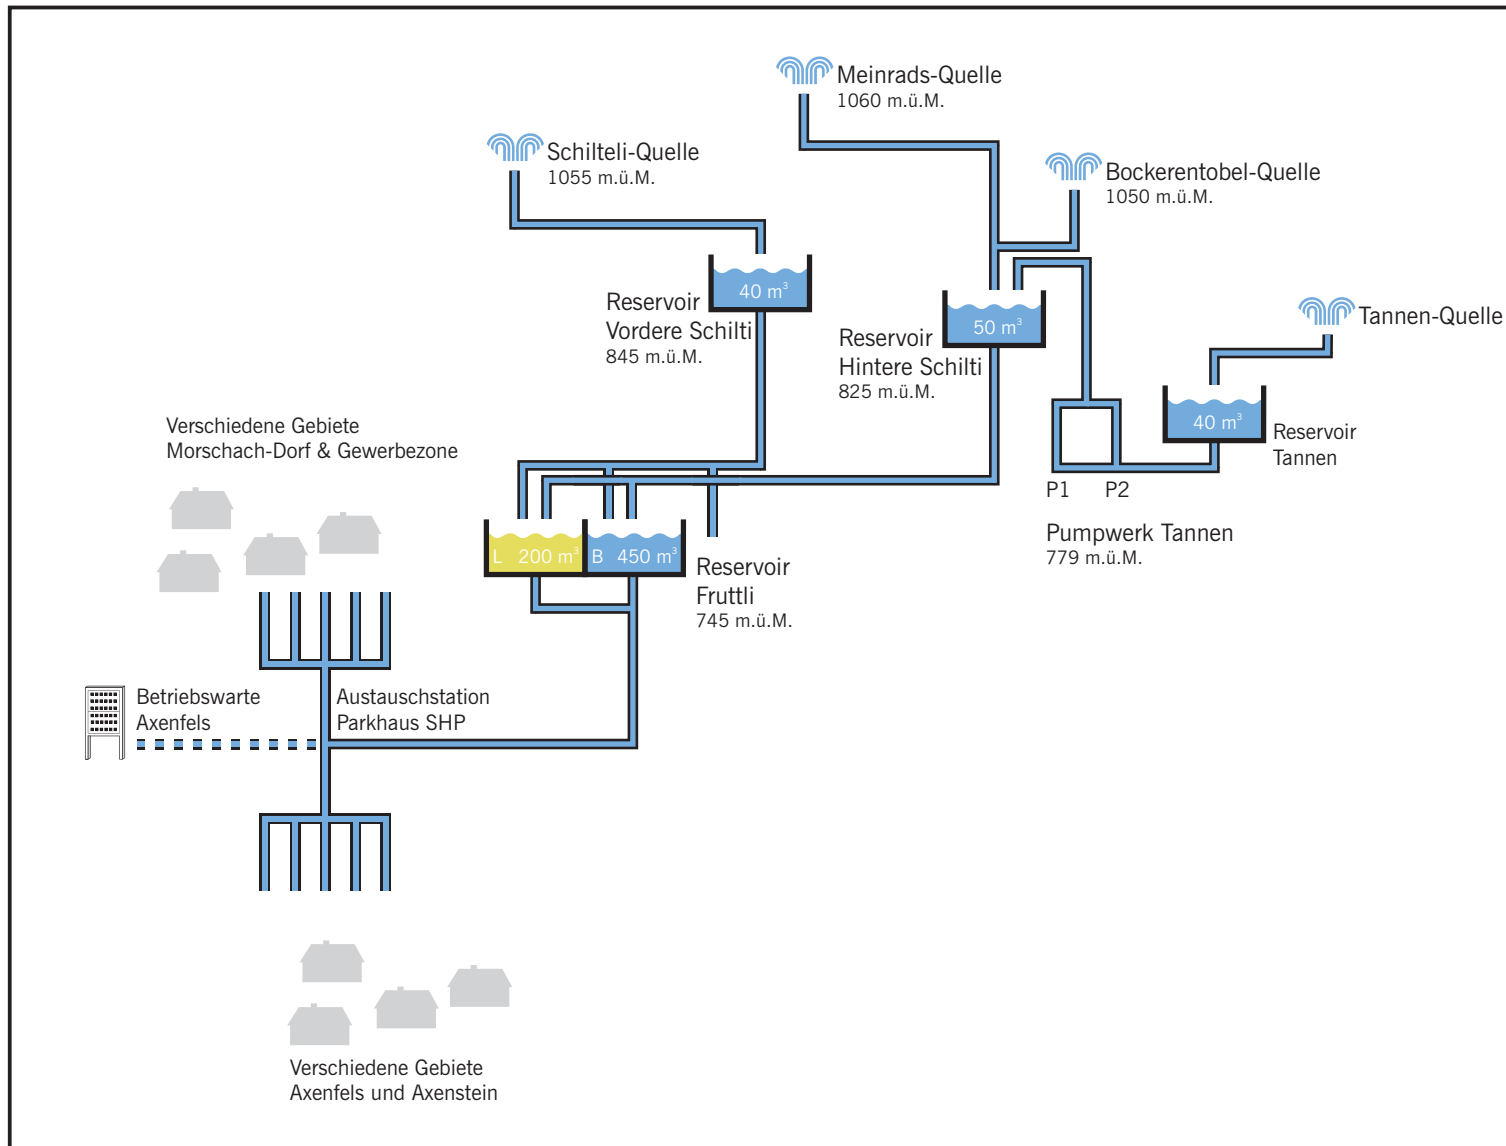 Meinrads-Quelle
1060 m.ü.M.
Schilteli-Quelle
1055 m.ü.M.
Bockerentobel-Quelle
1050 m.ü.M.
40 m³
Reservoir
Vordere Schilti
845 m.ü.M.
50 m³
Reservoir
Hintere Schilti
825 m.ü.M.
Tannen-Quelle
40 m³
Reservoir
Tannen
P1 P2
Pumpwerk Tannen
779 m.ü.M.
Verschiedene Gebiete
Morschach-Dorf & Gewerbezone
L 200 m³ B 450 m³
Reservoir
Fruttli
745 m.ü.M.
Betriebswarte
Axenfels
Austauschstation
Parkhaus SHP
Verschiedene Gebiete
Axenfels und Axenstein